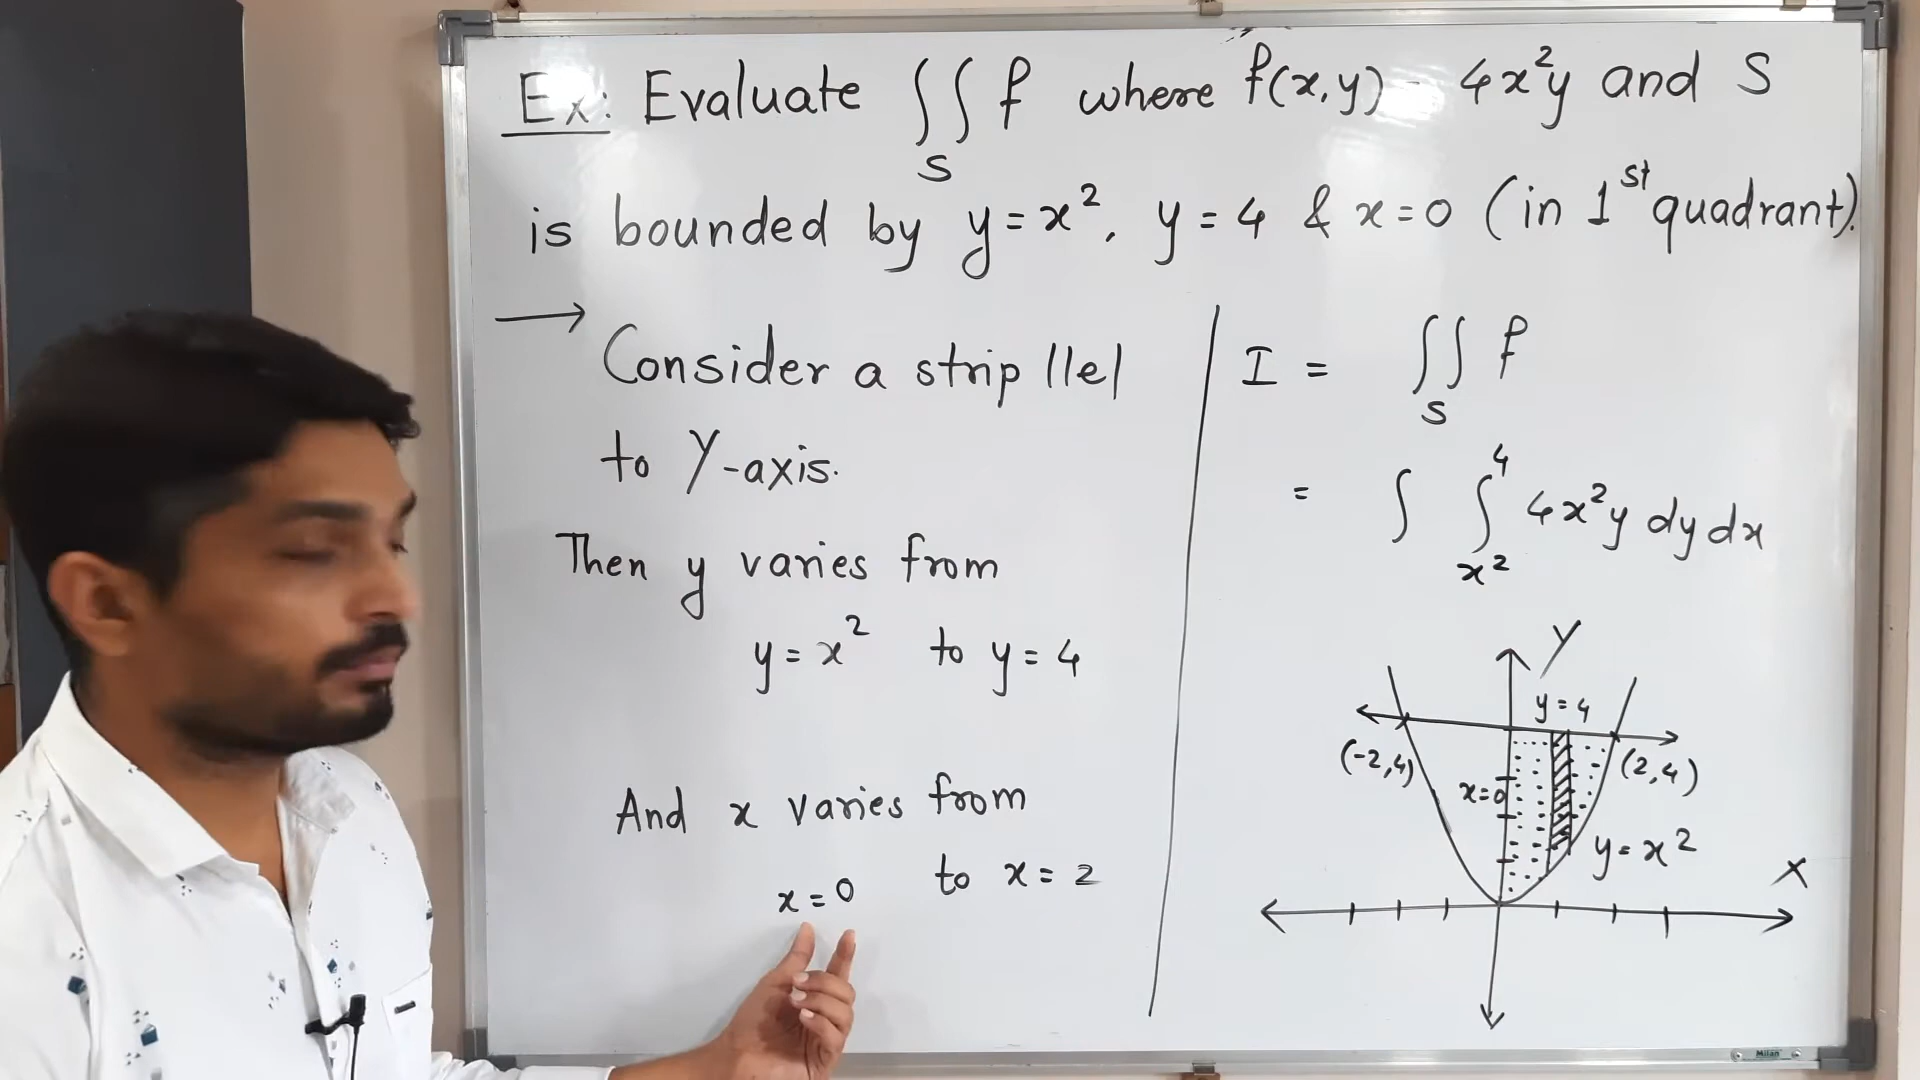 Ex: Evaluate ∬_S f where f(x,y) = 4x²y and S
is bounded by y=x², y=4 & x=0 (in 1st quadrant).
→ Consider a strip llel
to Y-axis.
Then y varies from
y=x² to y=4
And x varies from
x=0 to x=2
I = ∬_S f
= ∫ ∫_{x²}^{4} 4x²y dy dx
Y
y=4
(-2,4)
(2,4)
x=0
y=x²
X
Milan